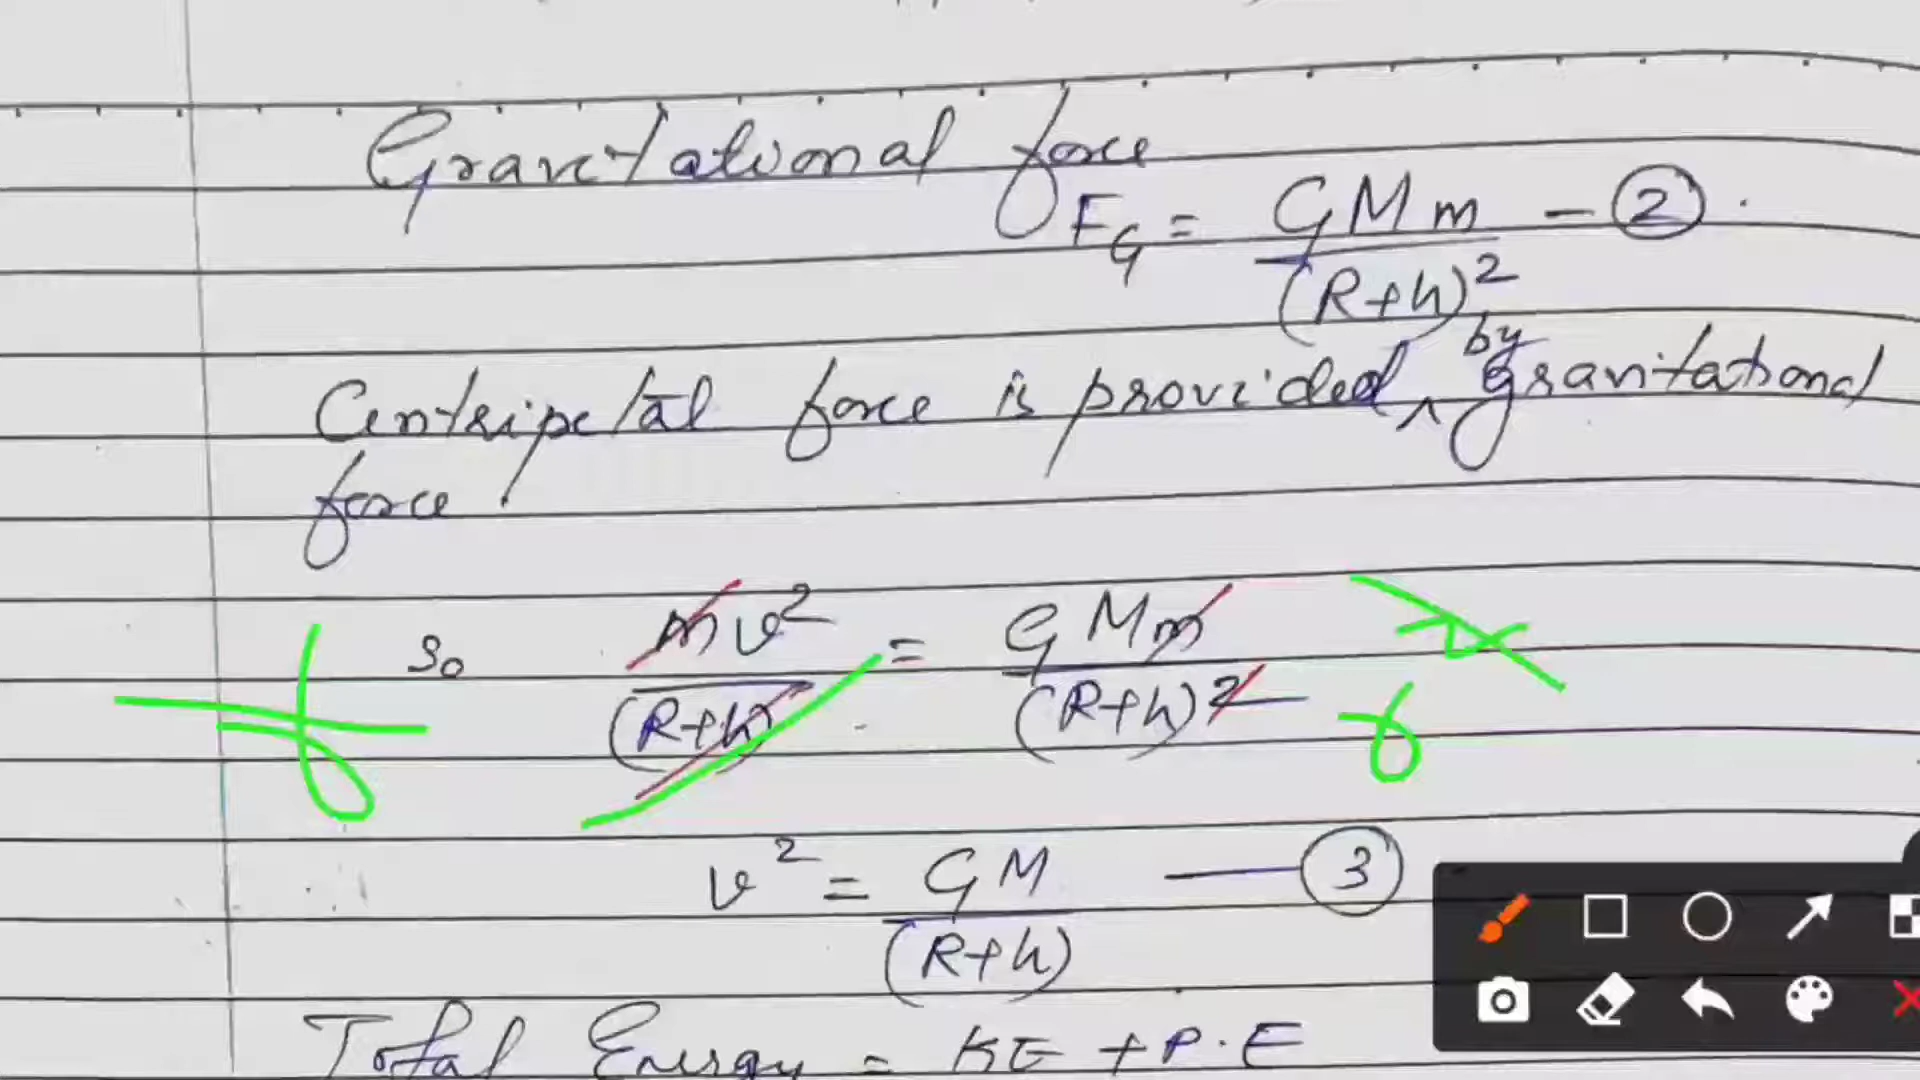 Gravitational force
F_G = GMm / (R+h)² — ②
Centripetal force is provided ^by gravitational
force.
So mv² / (R+h) = GMm / (R+h)²
v² = GM / (R+h) — ③
Total Energy = KE + P.E